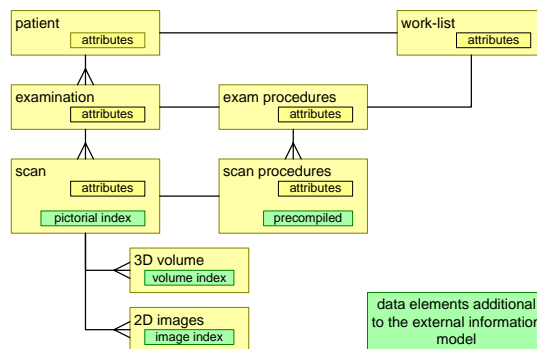 patient
attributes
work-list
attributes
examination
attributes
exam procedures
attributes
scan
attributes
pictorial index
scan procedures
attributes
precompiled
3D volume
volume index
2D images
image index
data elements additional
to the external information
model